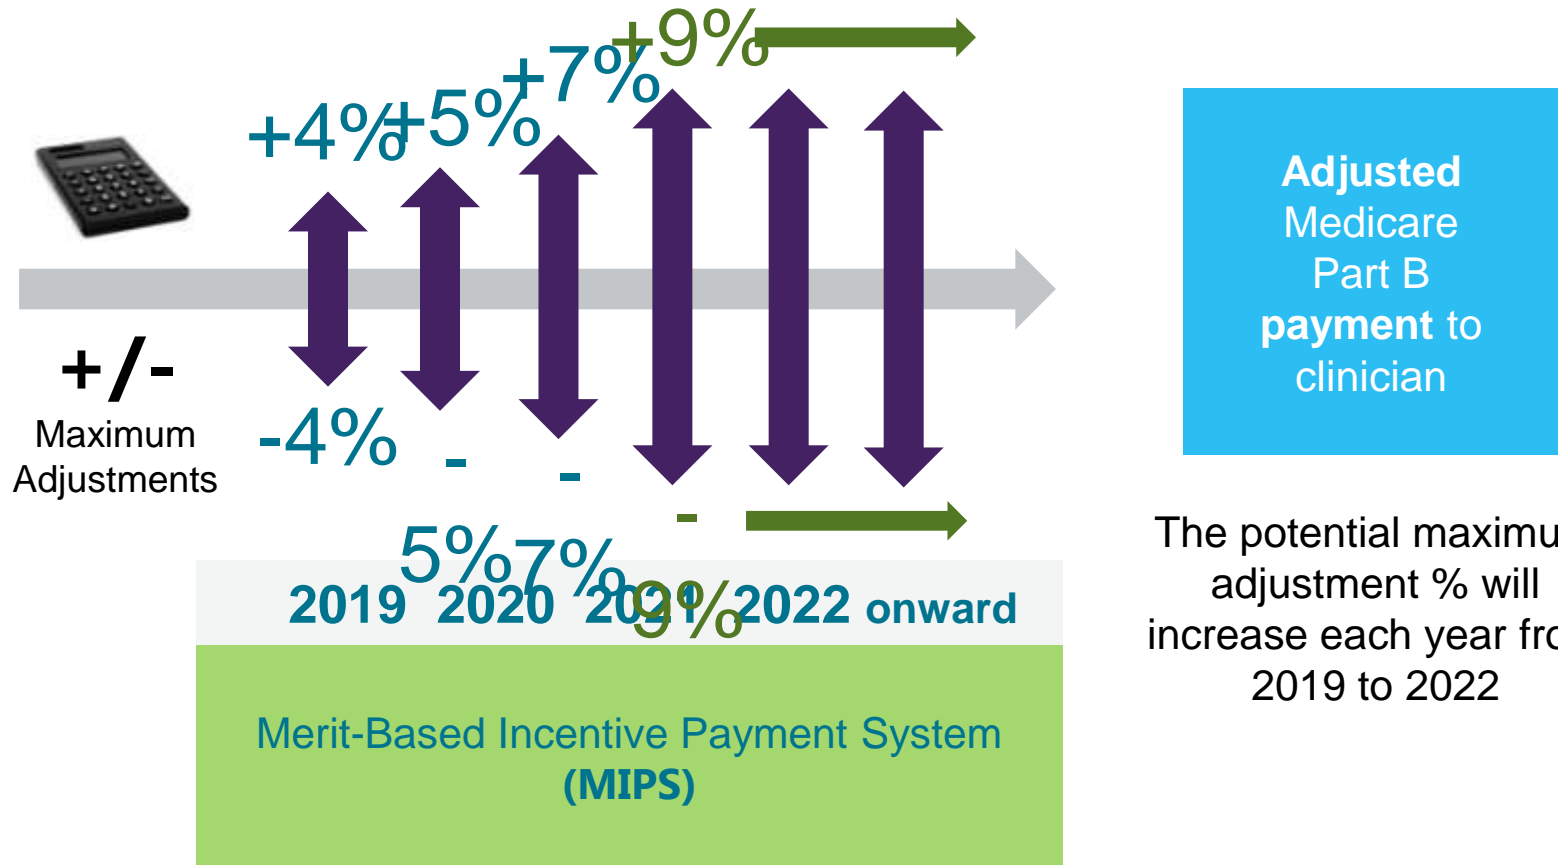 +4%
+5%
+7%
+9%
+/-
Maximum
Adjustments
-4%
-
5%
-
7%
-
9%
2019 2020 2021 2022 onward
Merit-Based Incentive Payment System
(MIPS)
Adjusted
Medicare
Part B
payment to
clinician
The potential maximu
adjustment % will
increase each year fro
2019 to 2022